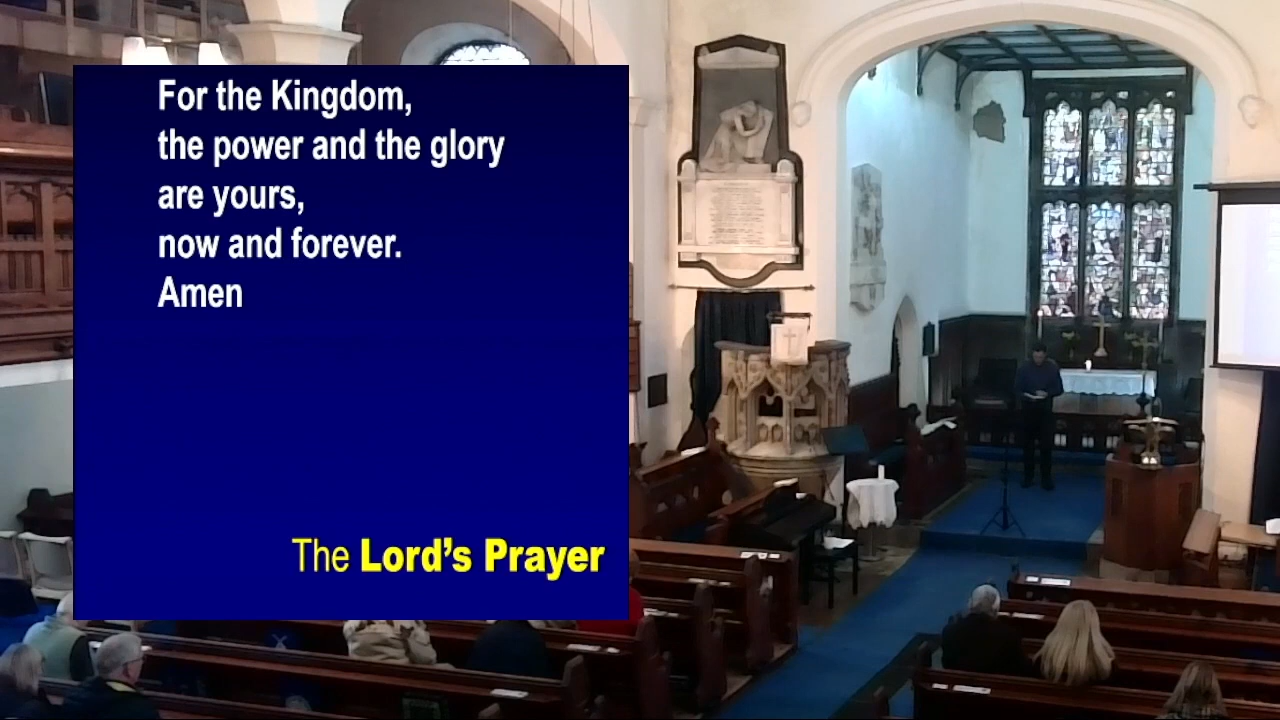 For the Kingdom,
the power and the glory
are yours,
now and forever.
Amen
The Lord's Prayer